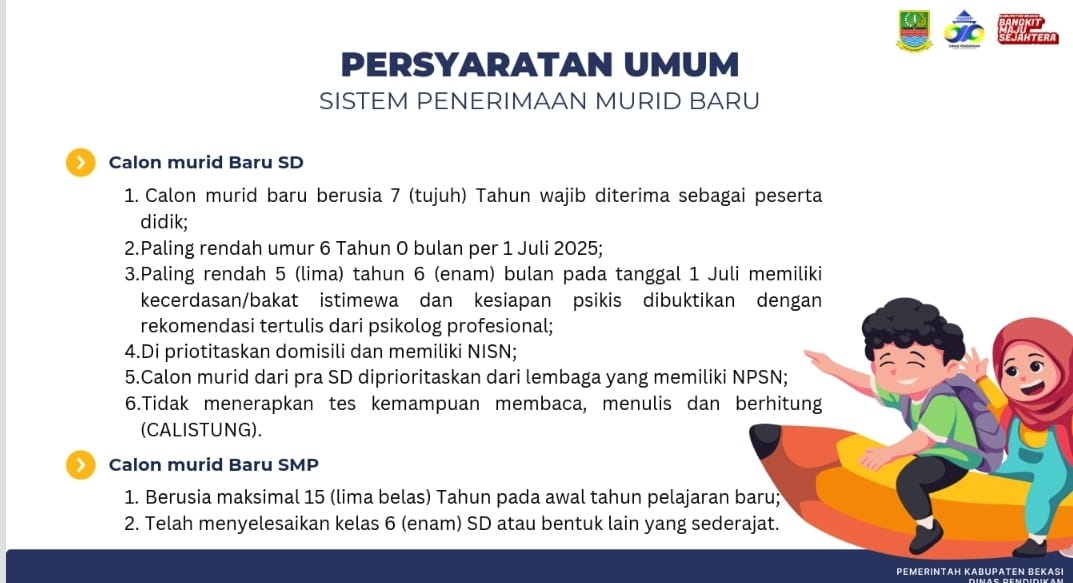 BANGKIT
MAJU
SEJAHTERA
PERSYARATAN UMUM
SISTEM PENERIMAAN MURID BARU
Calon murid Baru SD
1. Calon murid baru berusia 7 (tujuh) Tahun wajib diterima sebagai peserta
didik;
2.Paling rendah umur 6 Tahun 0 bulan per 1 Juli 2025;
3.Paling rendah 5 (lima) tahun 6 (enam) bulan pada tanggal 1 Juli memiliki
kecerdasan/bakat istimewa dan kesiapan psikis dibuktikan dengan
rekomendasi tertulis dari psikolog profesional;
4.Di priotitaskan domisili dan memiliki NISN;
5.Calon murid dari pra SD diprioritaskan dari lembaga yang memiliki NPSN;
6.Tidak menerapkan tes kemampuan membaca, menulis dan berhitung
(CALISTUNG).
Calon murid Baru SMP
1. Berusia maksimal 15 (lima belas) Tahun pada awal tahun pelajaran baru;
2. Telah menyelesaikan kelas 6 (enam) SD atau bentuk lain yang sederajat.
PEMERINTAH KABUPATEN BEKASI
DINAS PENDIDIKAN